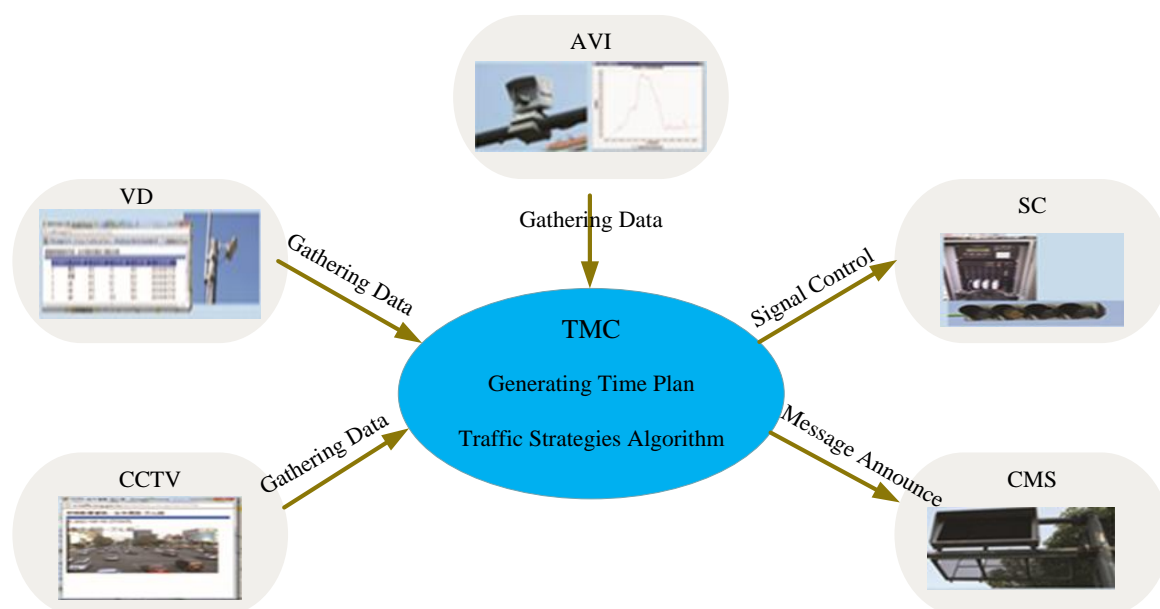 AVI
VD
Gathering Data
SC
Gathering Data
Signal Control
TMC
Generating Time Plan
Traffic Strategies Algorithm
Gathering Data
Message Announce
CCTV
CMS